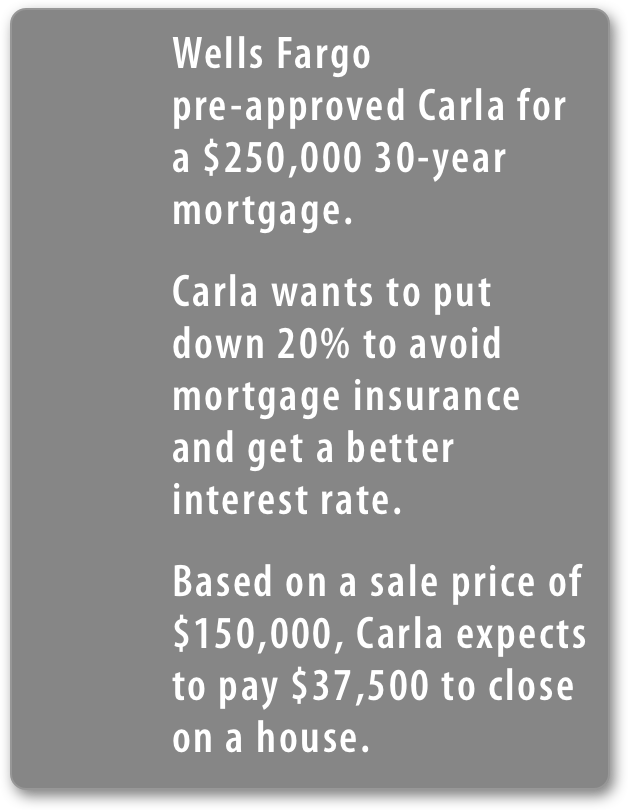 Wells Fargo
pre-approved Carla for
a $250,000 30-year
mortgage.
Carla wants to put
down 20% to avoid
mortgage insurance
and get a better
interest rate.
Based on a sale price of
$150,000, Carla expects
to pay $37,500 to close
on a house.